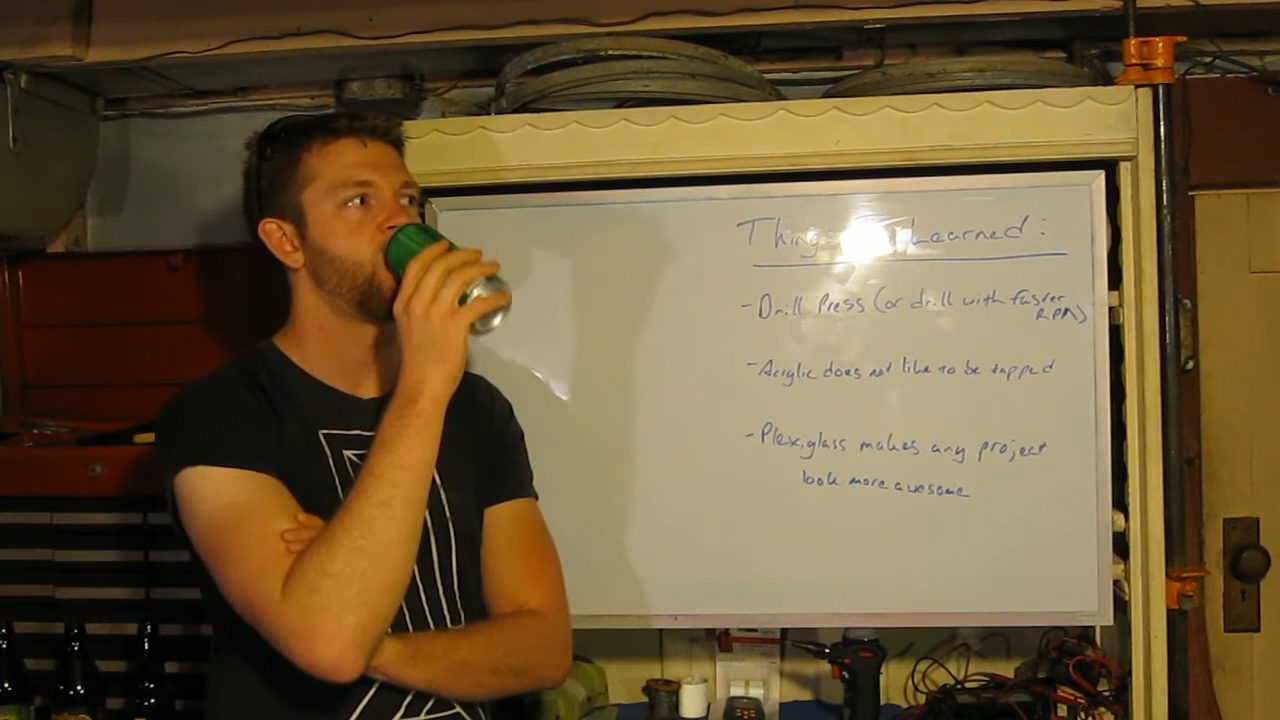 Things Learned:
- Drill Press (or drill with faster
RPM)
- Acrylic does not like to be tapped
- Plexiglass makes any project
look more awesome